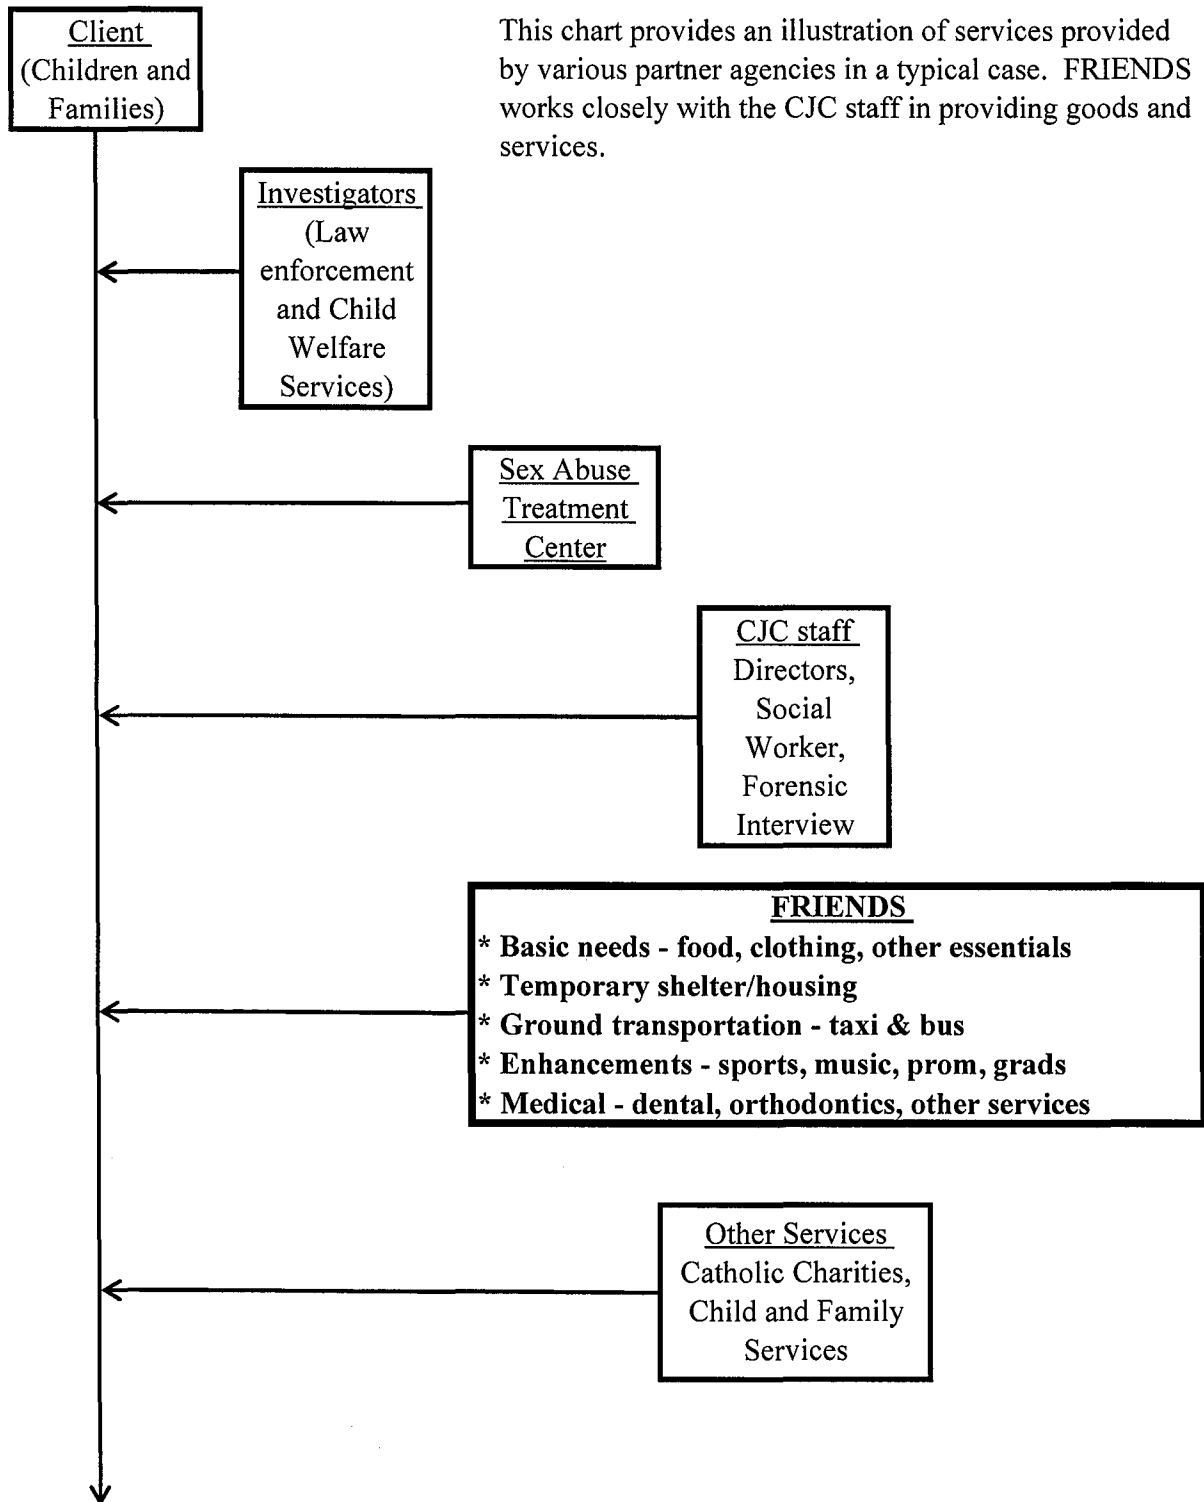 Client
(Children and
Families)
This chart provides an illustration of services provided
by various partner agencies in a typical case. FRIENDS
works closely with the CJC staff in providing goods and
services.
Investigators
(Law
enforcement
and Child
Welfare
Services)
Sex Abuse
Treatment
Center
CJC staff
Directors,
Social
Worker,
Forensic
Interview
FRIENDS
* Basic needs - food, clothing, other essentials
* Temporary shelter/housing
* Ground transportation - taxi & bus
* Enhancements - sports, music, prom, grads
* Medical - dental, orthodontics, other services
Other Services
Catholic Charities,
Child and Family
Services